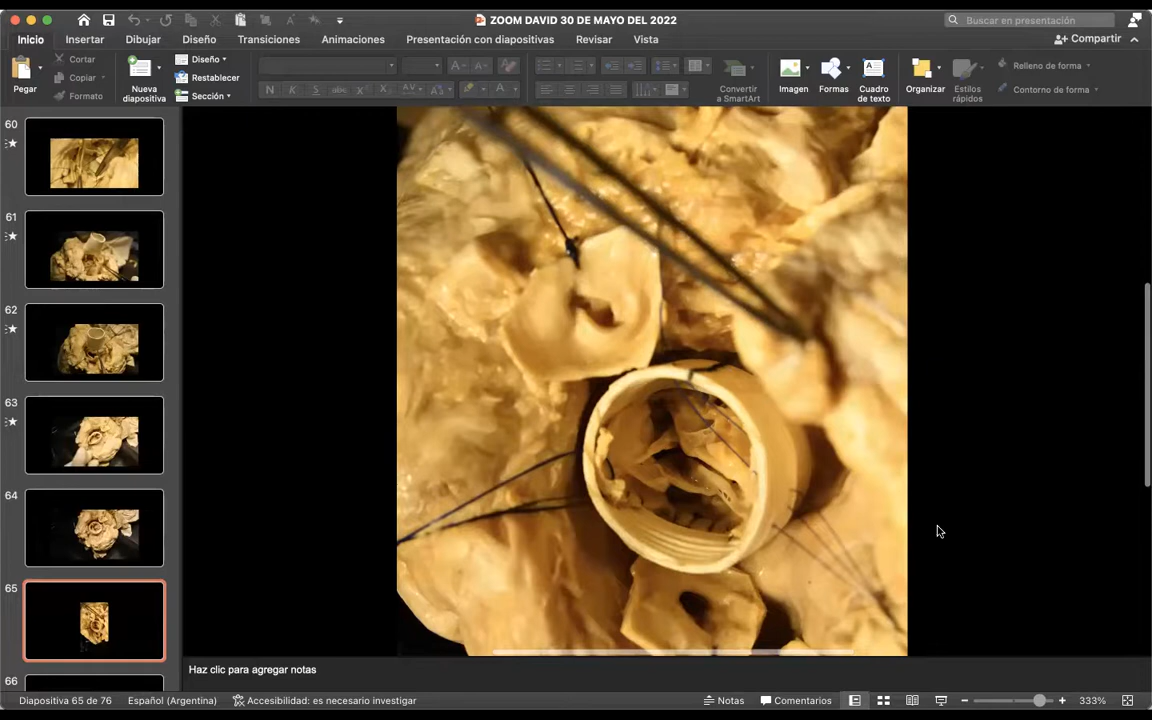 ZOOM DAVID 30 DE MAYO DEL 2022
Buscar en presentación
Inicio
Insertar
Dibujar
Diseño
Transiciones
Animaciones
Presentación con diapositivas
Revisar
Vista
Compartir
Pegar
Cortar
Copiar
Formato
Nueva
diapositiva
Diseño
Restablecer
Sección
N K S abc X X AV Aa A
Convertir
a SmartArt
Imagen
Formas
Cuadro
de texto
Organizar
Estilos
rápidos
Relleno de forma
Contorno de forma
60
61
62
63
64
65
66
Haz clic para agregar notas
Diapositiva 65 de 76
Español (Argentina)
Accesibilidad: es necesario investigar
Notas
Comentarios
333%